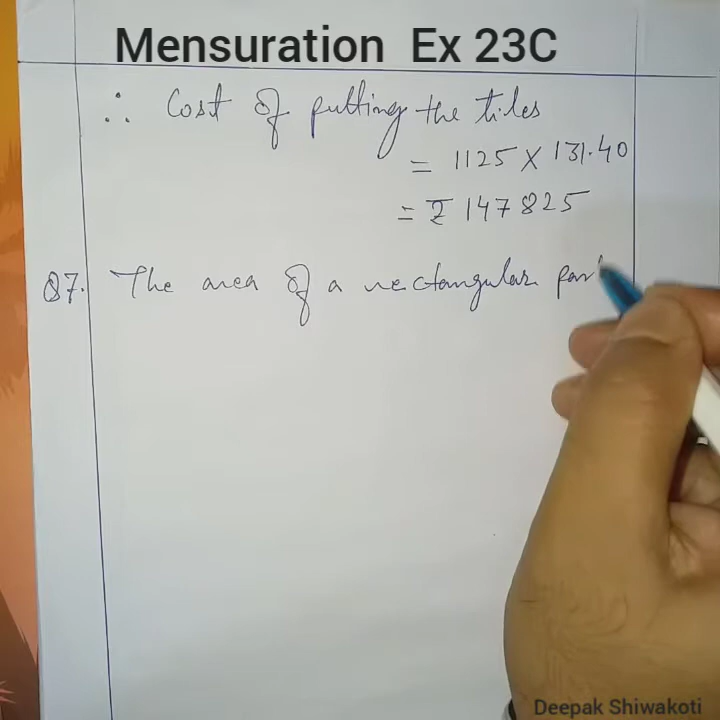 Mensuration Ex 23C
∴ Cost of putting the tiles
= 1125 × 131.40
= ₹ 147825
Q7. The area of a rectangular par
Deepak Shiwakoti